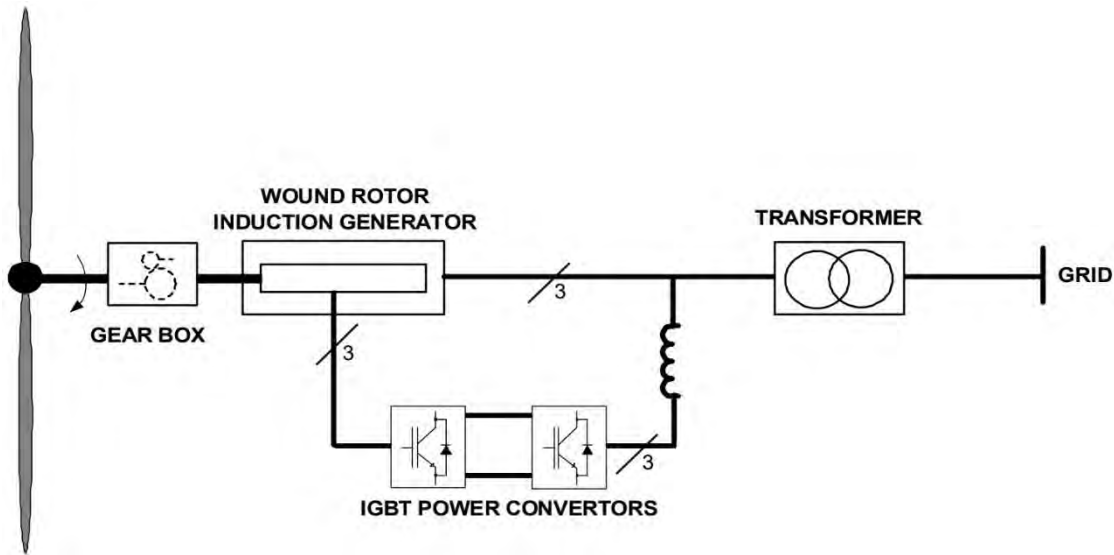 WOUND ROTOR
INDUCTION GENERATOR
TRANSFORMER
3
GRID
GEAR BOX
3
3
IGBT POWER CONVERTORS